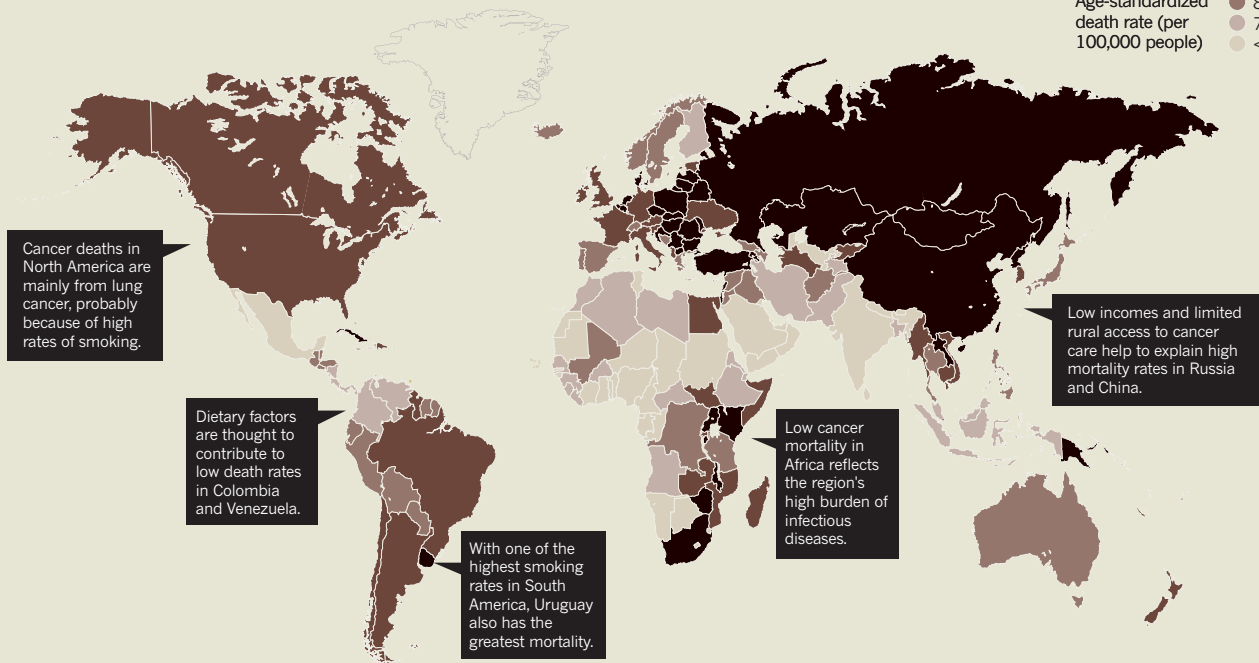 Age-standardized
death rate (per
100,000 people)
Cancer deaths in
North America are
mainly from lung
cancer, probably
because of high
rates of smoking.
Low incomes and limited
rural access to cancer
care help to explain high
mortality rates in Russia
and China.
Dietary factors
are thought to
contribute to
low death rates
in Colombia
and Venezuela.
Low cancer
mortality in
Africa reflects
the region's
high burden of
infectious
diseases.
With one of the
highest smoking
rates in South
America, Uruguay
also has the
greatest mortality.